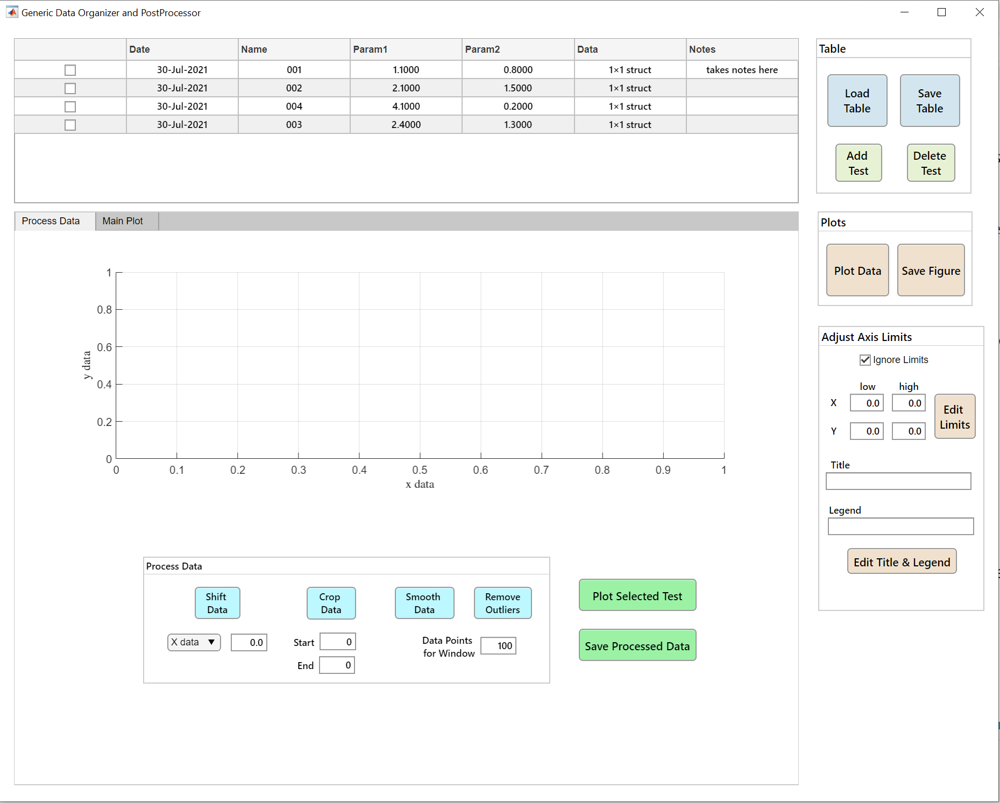 Generic Data Organizer and PostProcessor
Date Name Param1 Param2 Data Notes
30-Jul-2021 001 1.1000 0.8000 1×1 struct takes notes here
30-Jul-2021 002 2.1000 1.5000 1×1 struct
30-Jul-2021 004 4.1000 0.2000 1×1 struct
30-Jul-2021 003 2.4000 1.3000 1×1 struct
Table
Load Save
Table Table
Add Delete
Test Test
Process Data Main Plot
Plots
Plot Data Save Figure
1
0.8
0.6
0.4
0.2
0
y data
0 0.1 0.2 0.3 0.4 0.5 0.6 0.7 0.8 0.9 1
x data
Adjust Axis Limits
Ignore Limits
low high
X 0.0 0.0
Y 0.0 0.0
Edit
Limits
Title
Legend
Edit Title & Legend
Process Data
Shift Crop Smooth Remove
Data Data Data Outliers
X data ▼ 0.0
Start 0
End 0
Data Points
for Window 100
Plot Selected Test
Save Processed Data